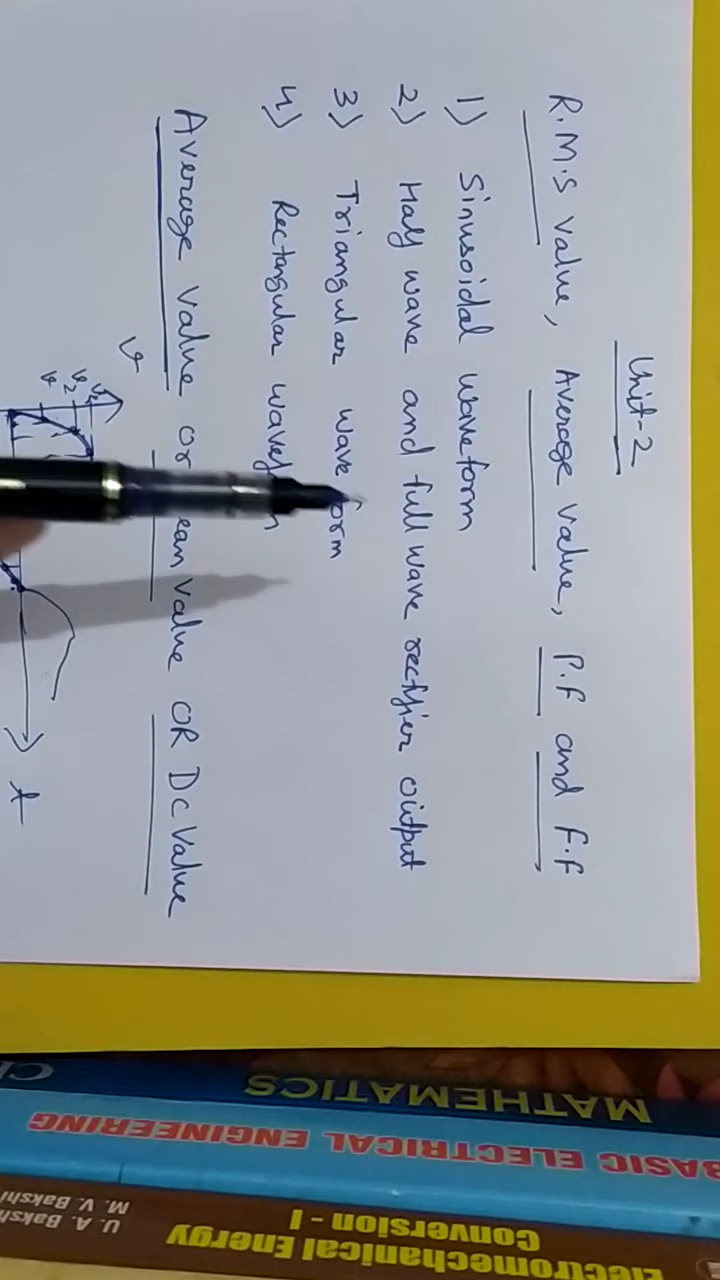 Unit-2
R.M.S value, Average value, P.F and F.F
1) Sinusoidal waveform
2) Half wave and full wave rectifier output
3) Triangular wave form
4) Rectangular
Average value or value OR DC Value
v
v1
v2
t
MATHEMATICS
BASIC ELECTRICAL ENGINEERING
Electromechanical Energy
Conversion - I
U. A. Bakshi
M. V. Bakshi